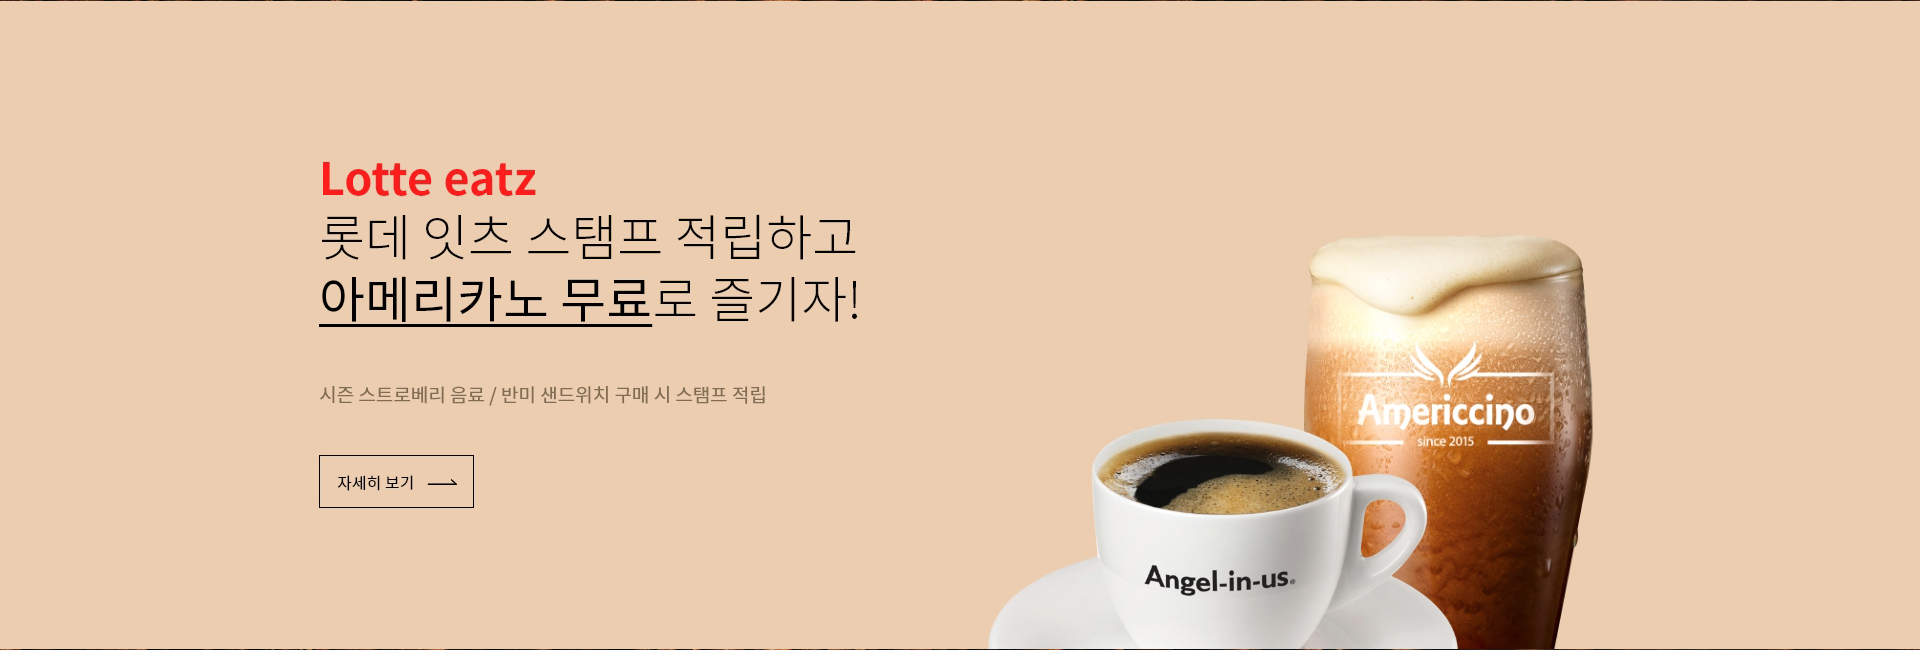 Lotte eatz
롯데 잇츠 스탬프 적립하고
아메리카노 무료로 즐기자!
시즌 스트로베리 음료 / 반미 샌드위치 구매 시 스탬프 적립
자세히 보기
Americcino
since 2015
Angel-in-us